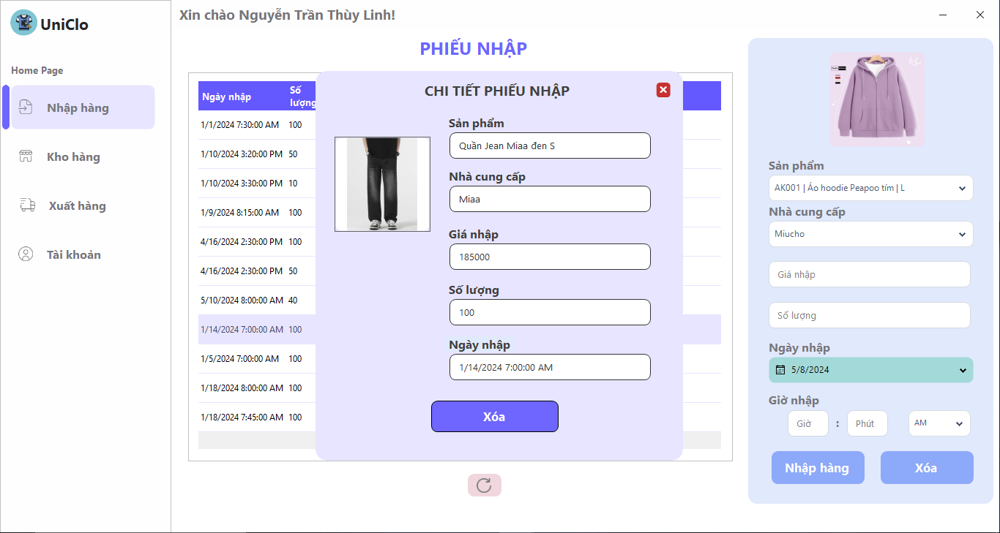 UniClo
Xin chào Nguyễn Trần Thùy Linh!
Home Page
Nhập hàng
Kho hàng
Xuất hàng
Tài khoản
PHIẾU NHẬP
Ngày nhập
Số lượng
1/1/2024 7:30:00 AM 100
1/10/2024 3:20:00 PM 50
1/10/2024 3:30:00 PM 10
1/9/2024 8:15:00 AM 100
4/16/2024 2:30:00 PM 100
4/16/2024 2:30:00 PM 50
5/10/2024 8:00:00 AM 40
1/14/2024 7:00:00 AM 100
1/5/2024 7:00:00 AM 100
1/18/2024 8:00:00 AM 100
1/18/2024 7:45:00 AM 100
CHI TIẾT PHIẾU NHẬP
Sản phẩm
Quần Jean Miaa đen S
Nhà cung cấp
Miaa
Giá nhập
185000
Số lượng
100
Ngày nhập
1/14/2024 7:00:00 AM
Xóa
Sản phẩm
AK001 | Áo hoodie Peapoo tím | L
Nhà cung cấp
Miucho
Giá nhập
Số lượng
Ngày nhập
5/8/2024
Giờ nhập
Giờ : Phút AM
Nhập hàng
Xóa